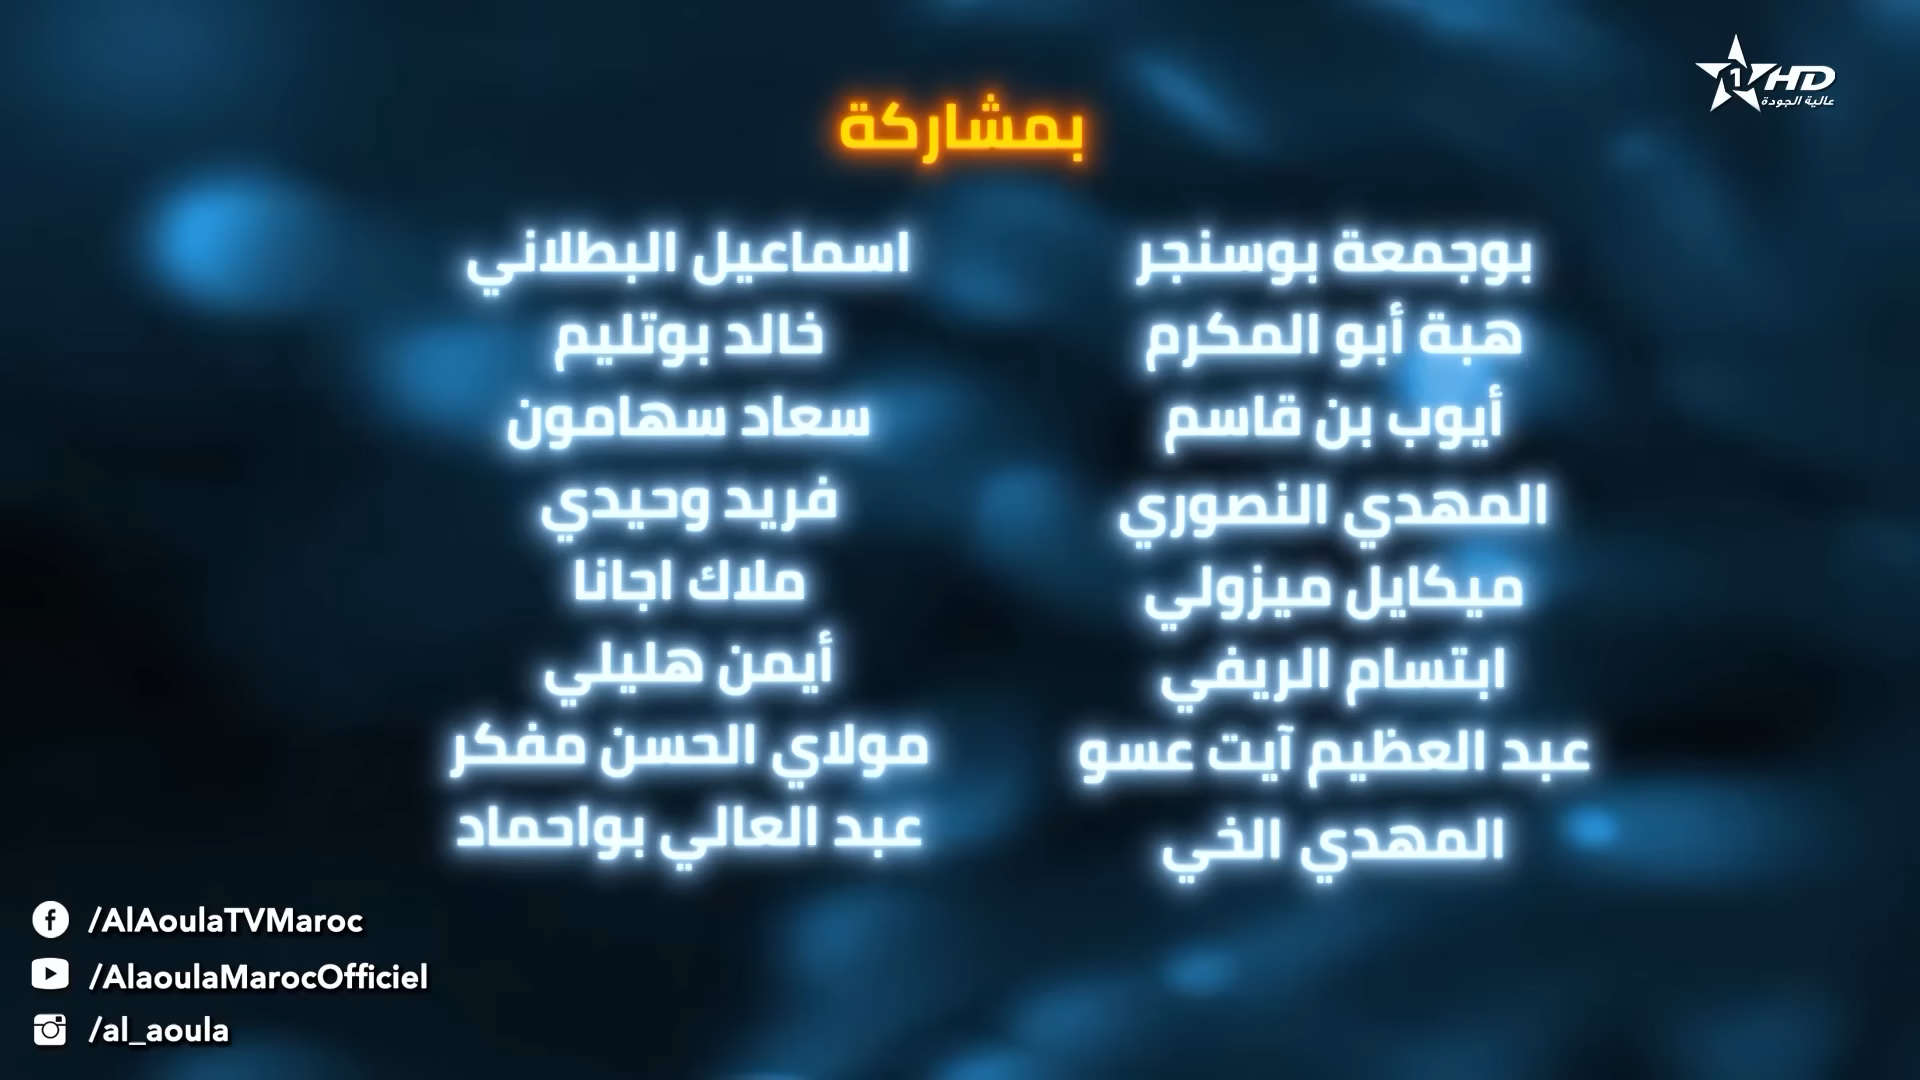 1 HD
عالية الجودة
بمشاركة
بوجمعة بوسنجر
هبة أبو المكرم
أيوب بن قاسم
المهدي النصوري
ميكايل ميزولي
ابتسام الريفي
عبد العظيم آيت عسو
المهدي الخي
اسماعيل البطلاني
خالد بوتليم
سعاد سهامون
فريد وحيدي
ملاك اجانا
أيمن هليلي
مولاي الحسن مفكر
عبد العالي بواحماد
/AlAoulaTVMaroc
/AlaoulaMarocOfficiel
/al_aoula